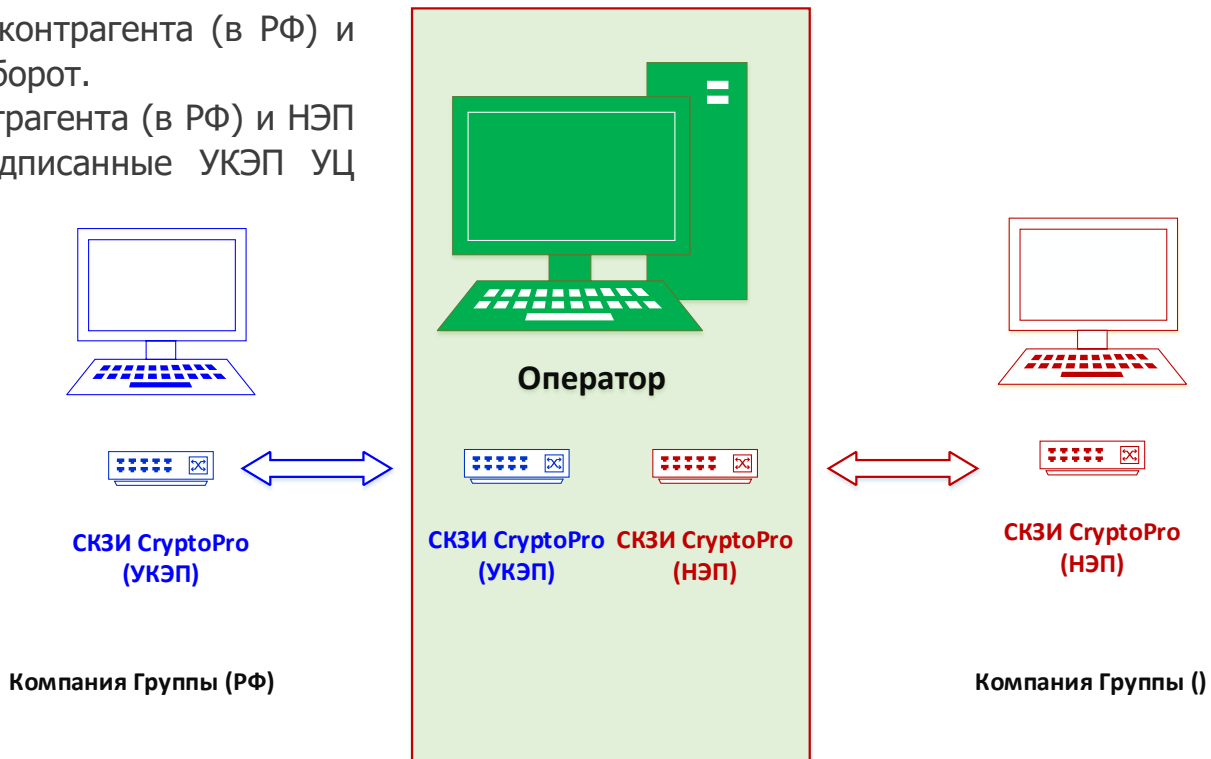 контрагента (в РФ) и
борот.
трагента (в РФ) и НЭП
дписанные УКЭП УЦ
Оператор
СКЗИ CryptoPro
(УКЭП)
СКЗИ CryptoPro
(УКЭП)
СКЗИ CryptoPro
(НЭП)
СКЗИ CryptoPro
(НЭП)
Компания Группы (РФ)
Компания Группы ()